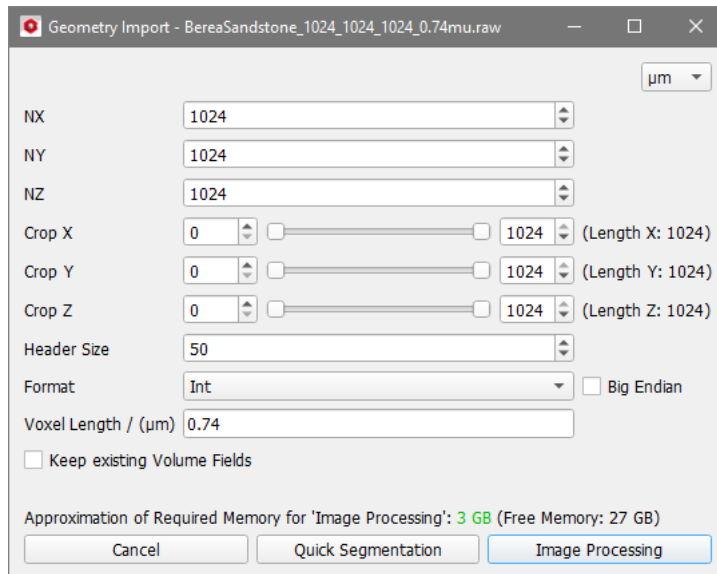 Geometry Import - BereaSandstone_1024_1024_1024_0.74mu.raw
µm
NX 1024
NY 1024
NZ 1024
Crop X 0 1024 (Length X: 1024)
Crop Y 0 1024 (Length Y: 1024)
Crop Z 0 1024 (Length Z: 1024)
Header Size 50
Format Int Big Endian
Voxel Length / (µm) 0.74
Keep existing Volume Fields
Approximation of Required Memory for 'Image Processing': 3 GB (Free Memory: 27 GB)
Cancel Quick Segmentation Image Processing